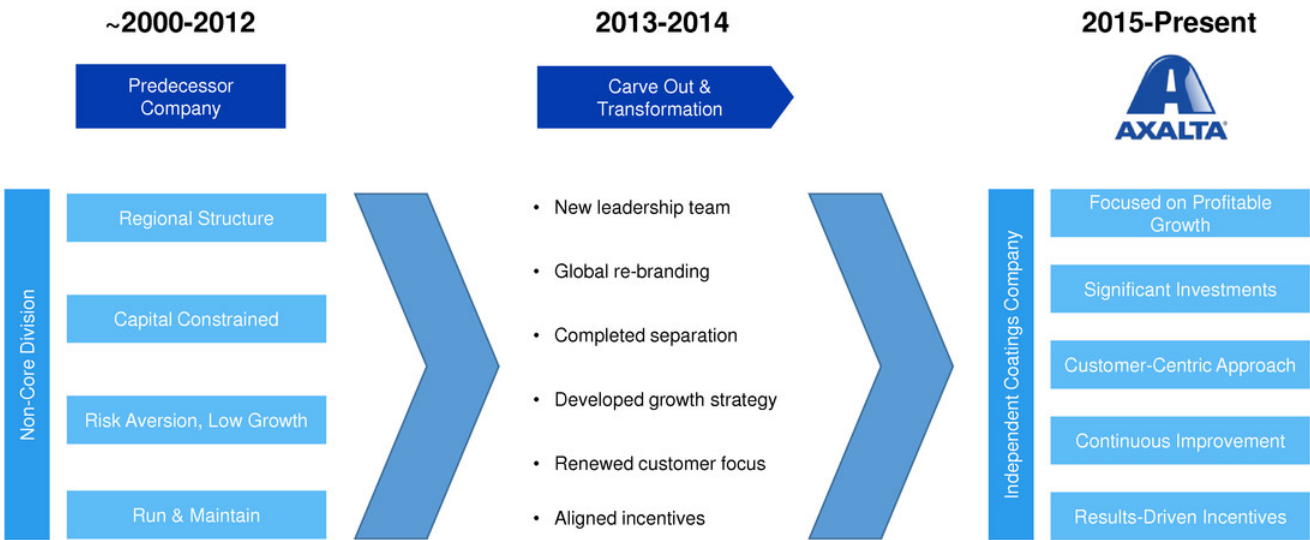 ~2000-2012
2013-2014
2015-Present
Predecessor
Company
Carve Out &
Transformation
AXALTA
Non-Core Division
Regional Structure
Capital Constrained
Risk Aversion, Low Growth
Run & Maintain
• New leadership team
• Global re-branding
• Completed separation
• Developed growth strategy
• Renewed customer focus
• Aligned incentives
Independent Coatings Company
Focused on Profitable
Growth
Significant Investments
Customer-Centric Approach
Continuous Improvement
Results-Driven Incentives